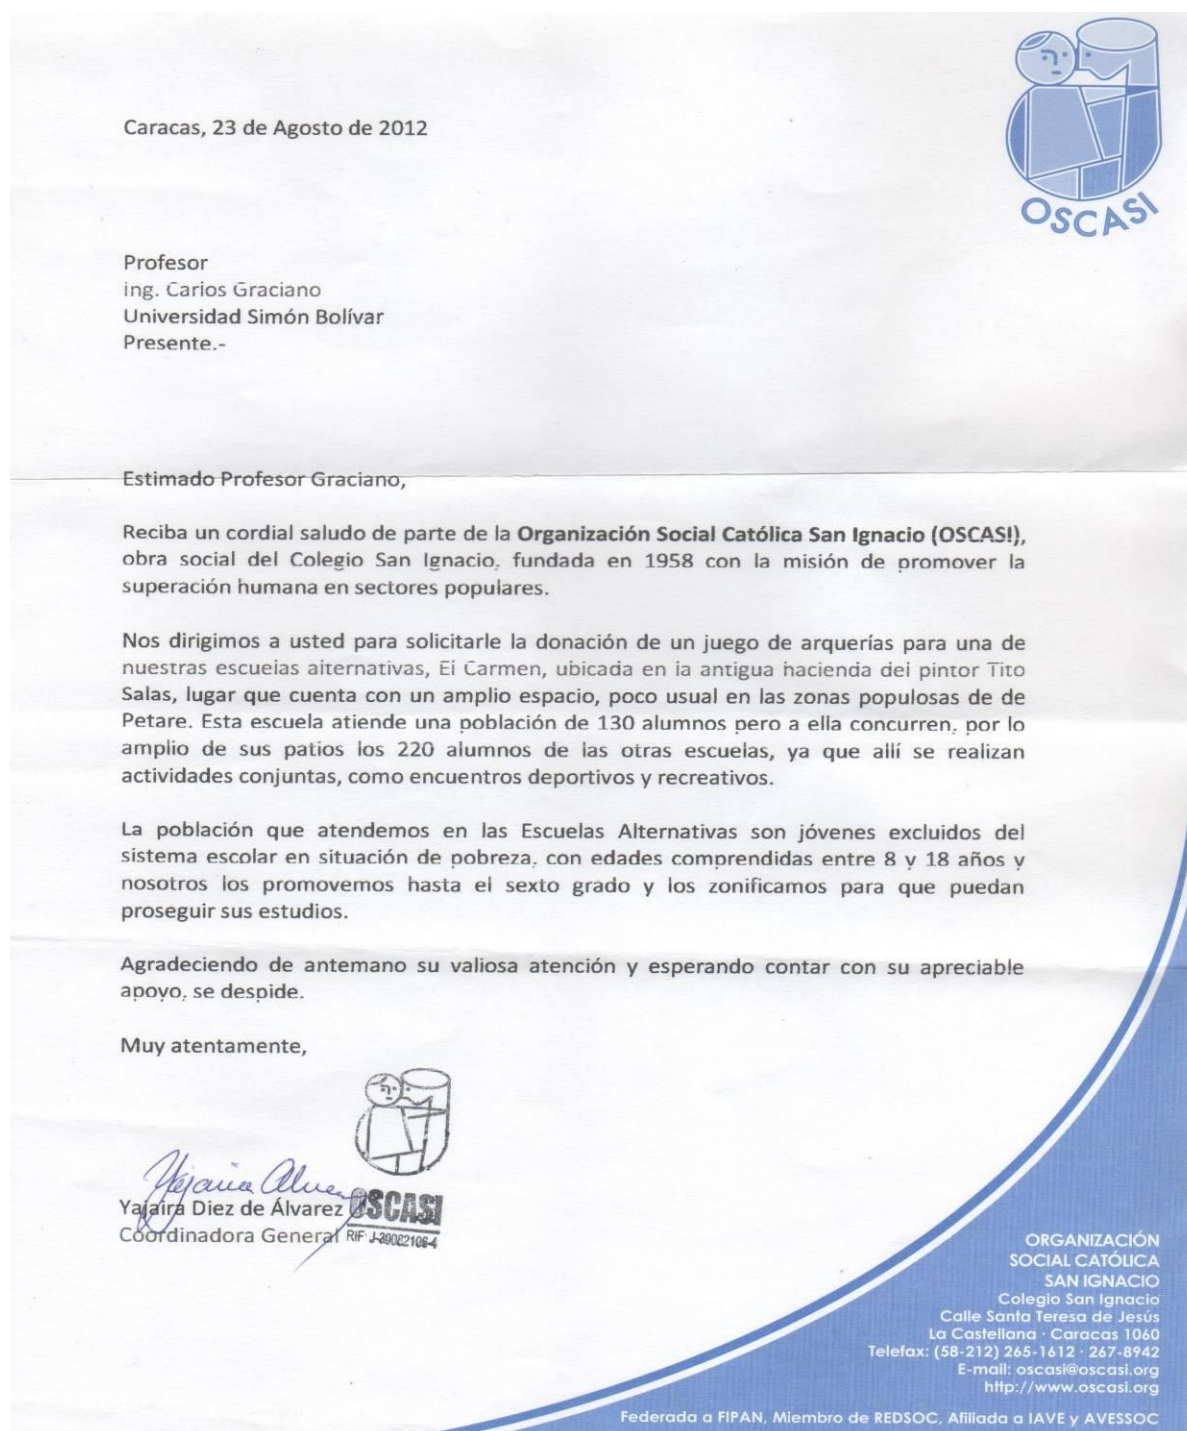 Caracas, 23 de Agosto de 2012
OSCASI
Profesor
ing. Carlos Graciano
Universidad Simón Bolívar
Presente.-
Estimado Profesor Graciano,
Reciba un cordial saludo de parte de la Organización Social Católica San Ignacio (OSCASI),
obra social del Colegio San Ignacio, fundada en 1958 con la misión de promover la
superación humana en sectores populares.
Nos dirigimos a usted para solicitarle la donación de un juego de arquerías para una de
nuestras escuelas alternativas, El Carmen, ubicada en la antigua hacienda del pintor Tito
Salas, lugar que cuenta con un amplio espacio, poco usual en las zonas populosas de de
Petare. Esta escuela atiende una población de 130 alumnos pero a ella concurren, por lo
amplio de sus patios los 220 alumnos de las otras escuelas, ya que allí se realizan
actividades conjuntas, como encuentros deportivos y recreativos.
La población que atendemos en las Escuelas Alternativas son jóvenes excluidos del
sistema escolar en situación de pobreza, con edades comprendidas entre 8 y 18 años y
nosotros los promovemos hasta el sexto grado y los zonificamos para que puedan
proseguir sus estudios.
Agradeciendo de antemano su valiosa atención y esperando contar con su apreciable
apoyo, se despide.
Muy atentamente,
Yajaira Diez de Álvarez
OSCASI
Coordinadora General
RIF: J-30082106-4
ORGANIZACIÓN
SOCIAL CATÓLICA
SAN IGNACIO
Colegio San Ignacio
Calle Santa Teresa de Jesús
La Castellana · Caracas 1060
Telefax: (58-212) 265-1612 · 267-8942
E-mail: oscasi@oscasi.org
http://www.oscasi.org
Federada a FIPAN, Miembro de REDSOC, Afiliada a IAVE y AVESSOC